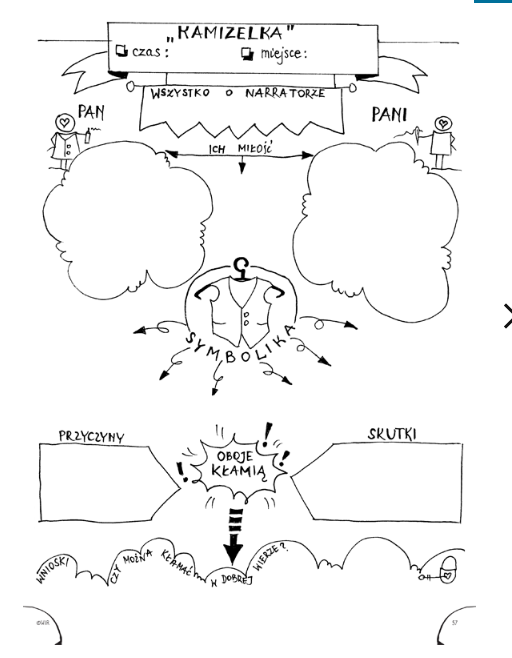 "KAMIZELKA"
czas:
miejsce:
WSZYSTKO O NARRATORZE
PAN
PANI
ICH MIŁOŚĆ
SYMBOLIKA
PRZYCZYNY
SKUTKI
OBOJE
KŁAMIĄ
WNIOSKI
CZY MOŻNA KŁAMAĆ
W DOBREJ
WIERZE?
57